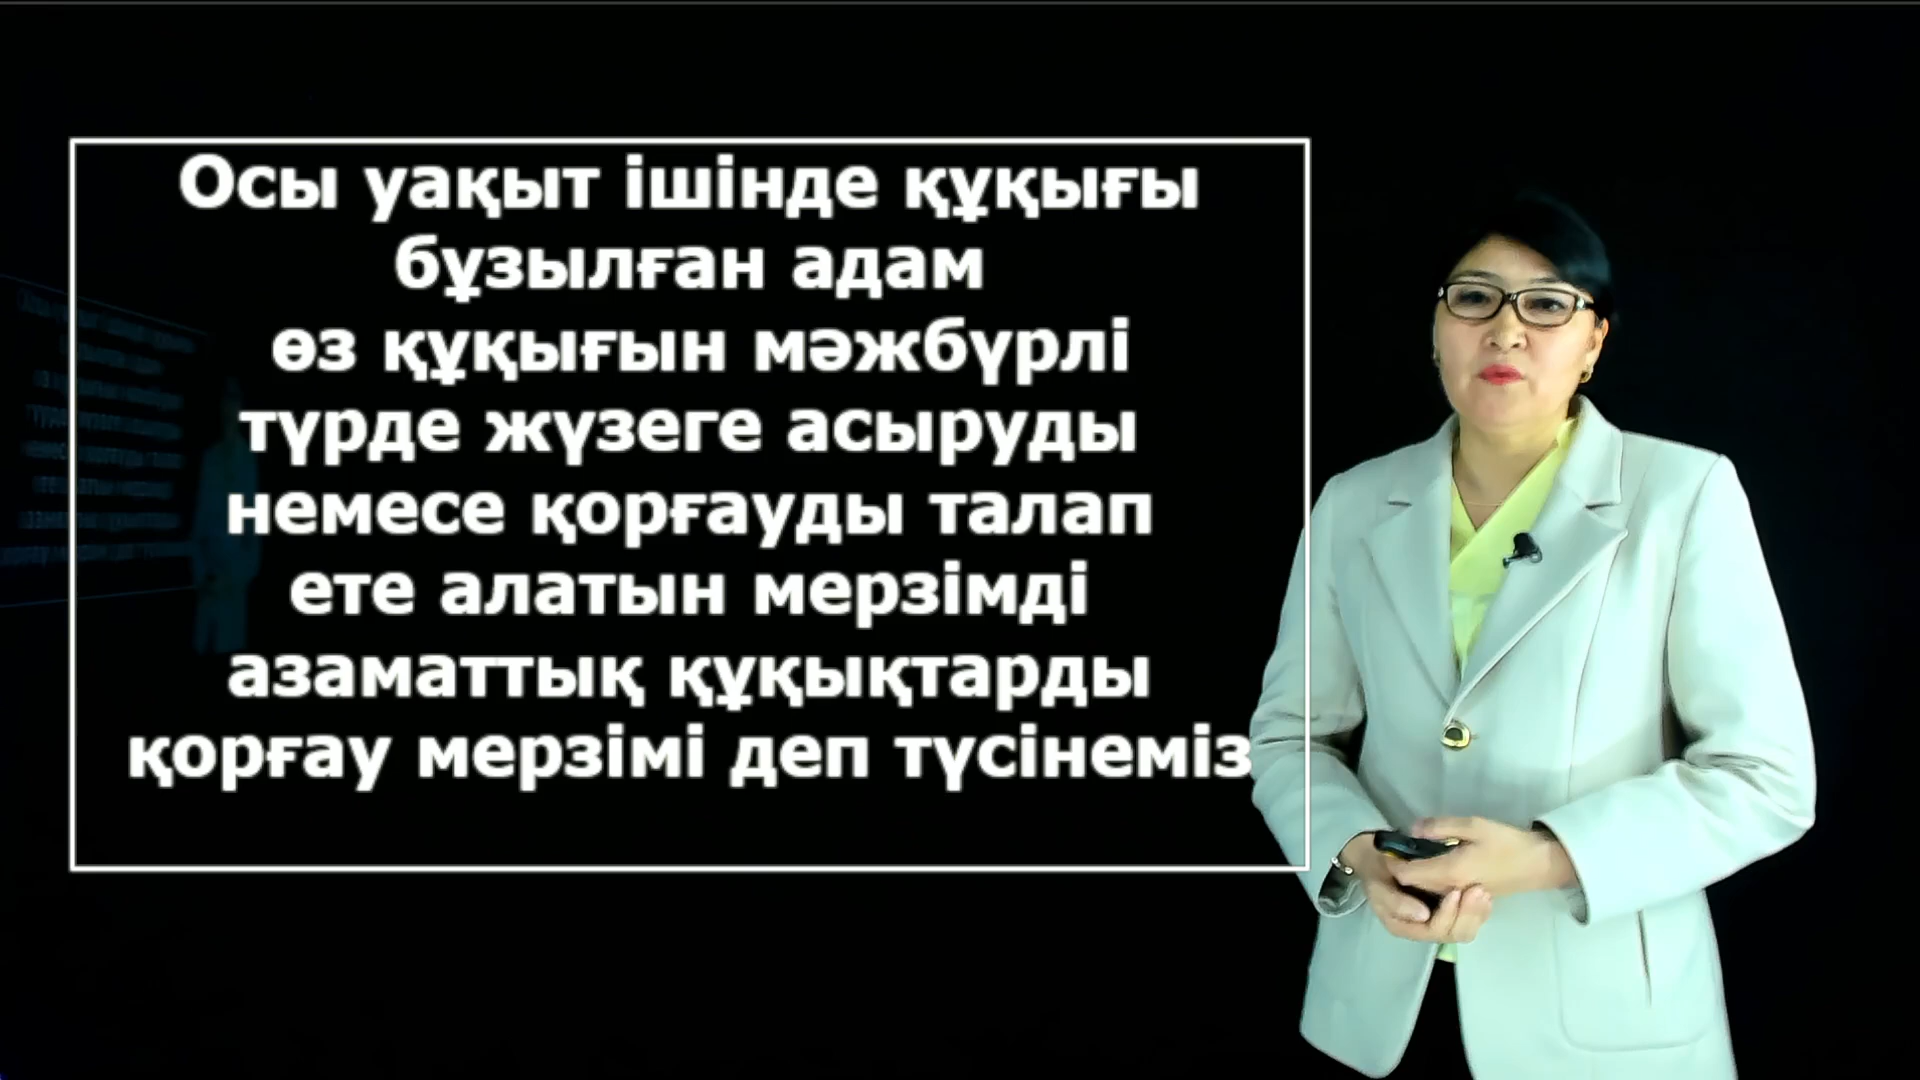 Осы уақыт ішінде құқығы
бұзылған адам
өз құқығын мәжбүрлі
түрде жүзеге асыруды
немесе қорғауды талап
ете алатын мерзімді
азаматтық құқықтарды
қорғау мерзімі деп түсінеміз